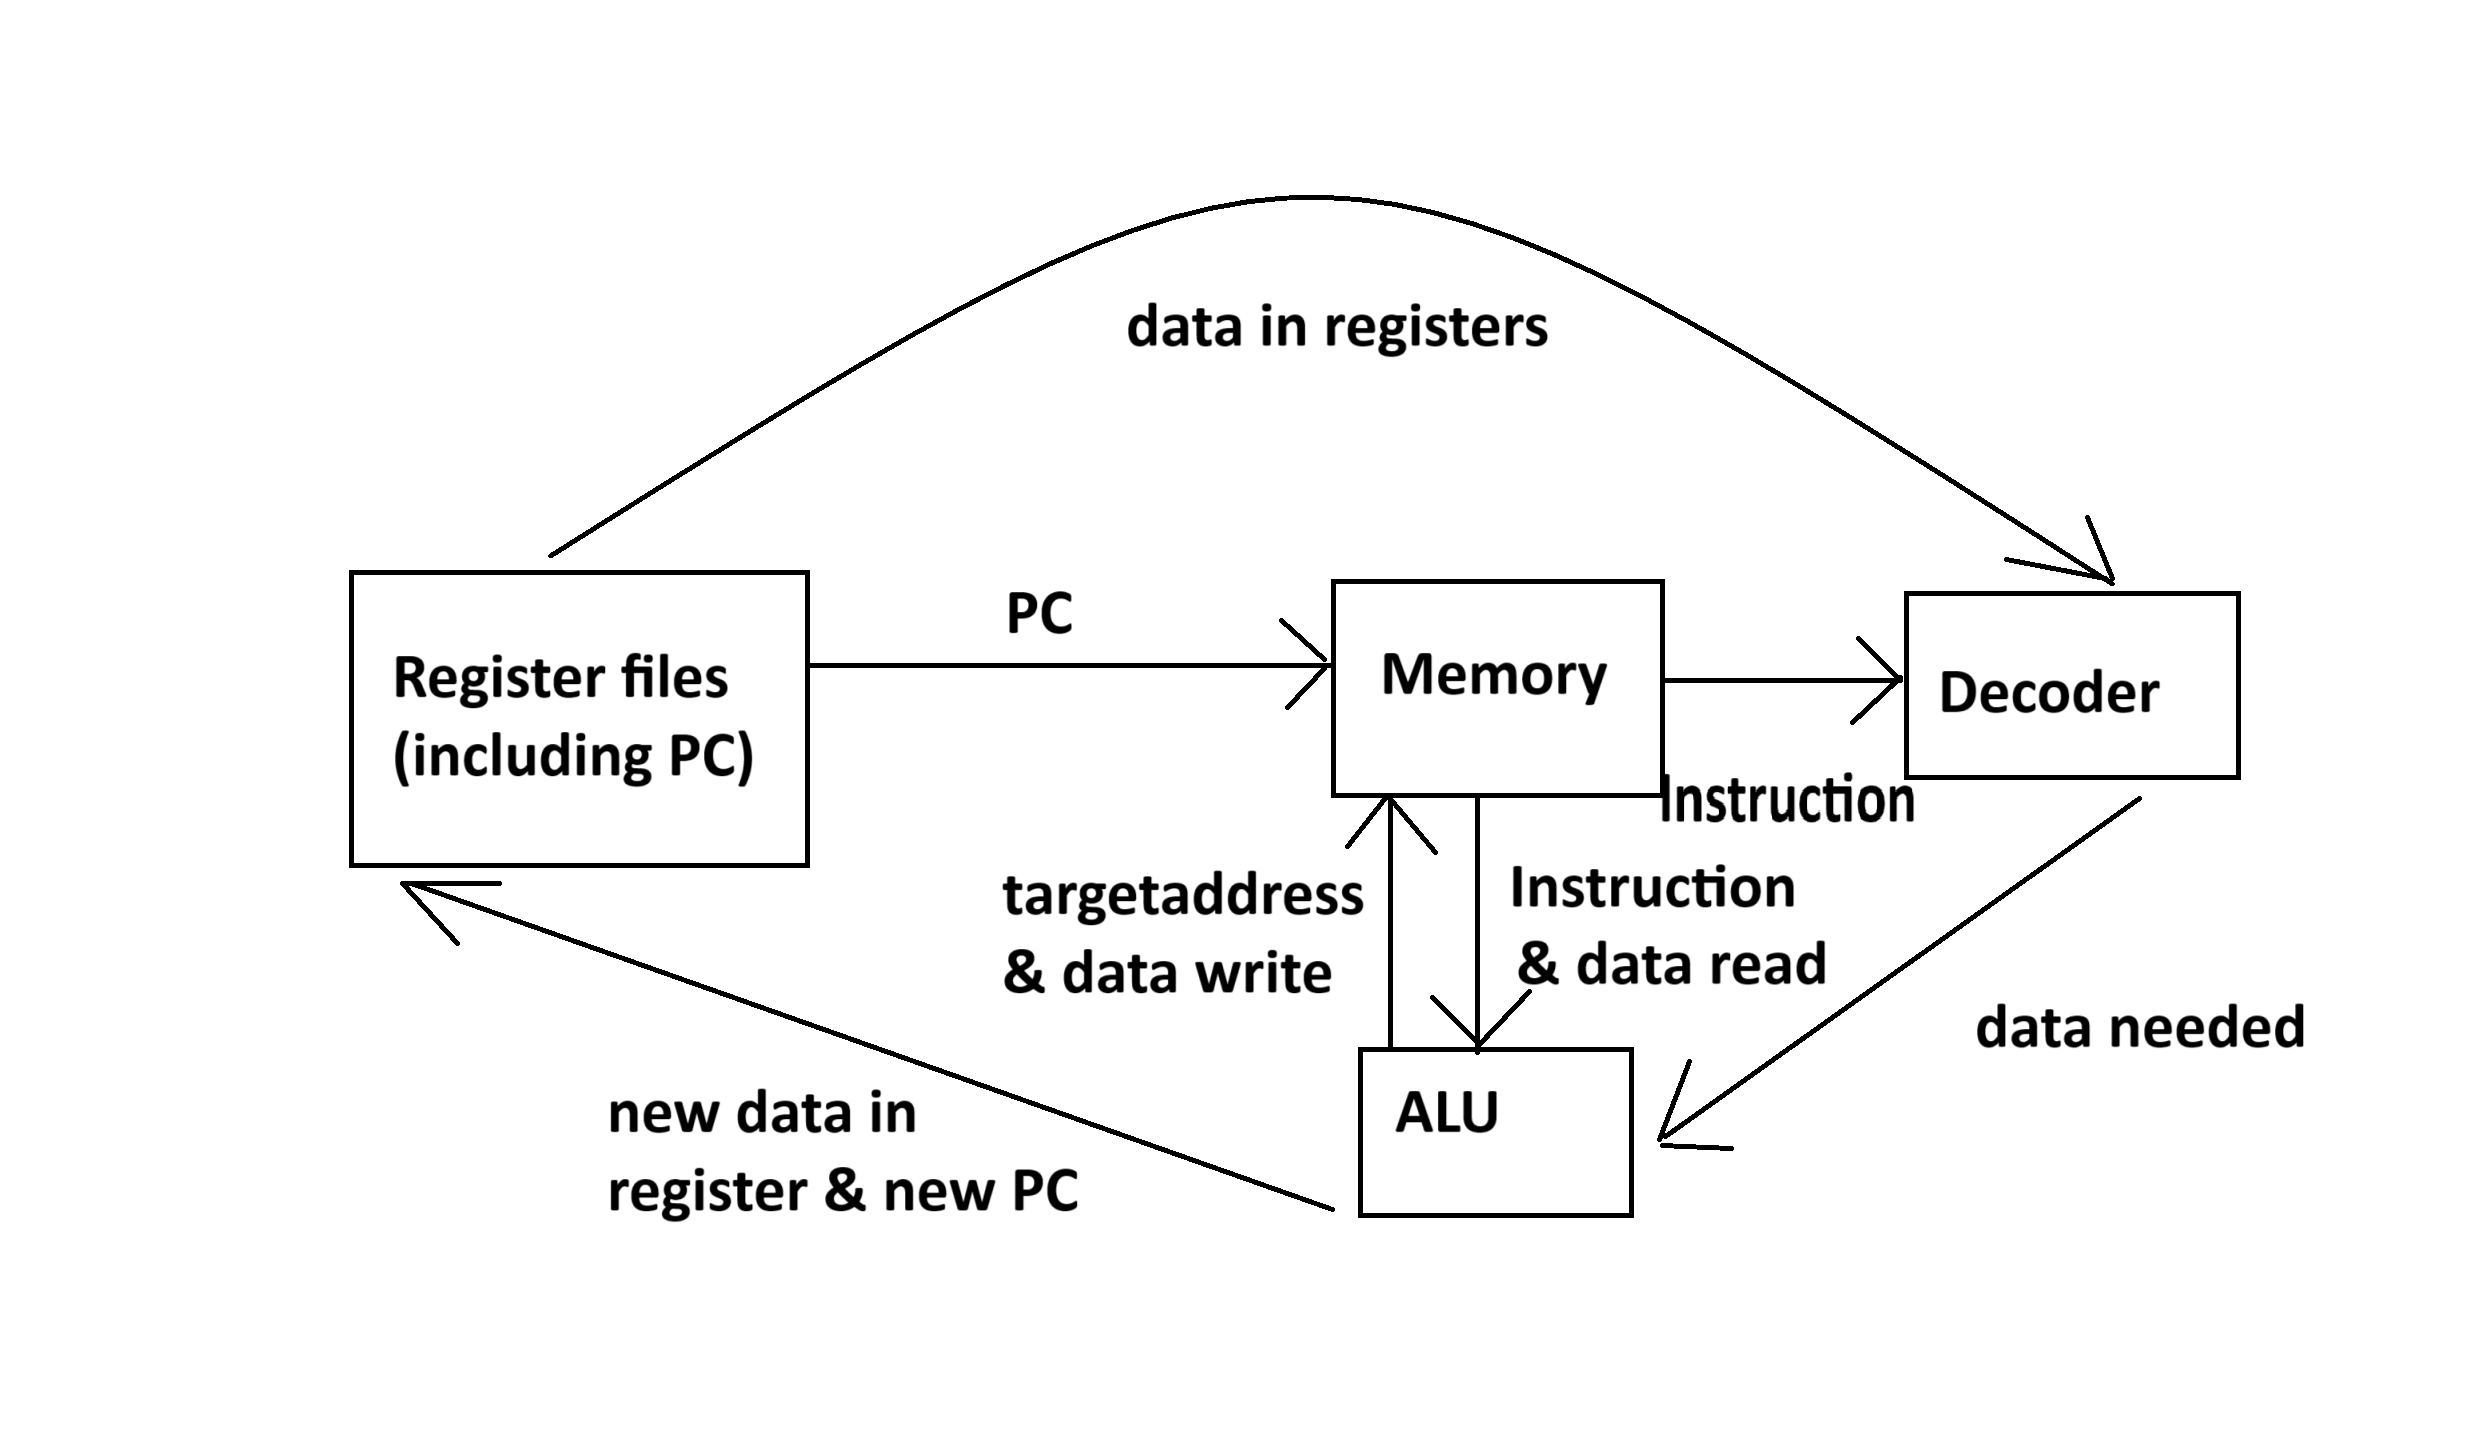 data in registers
PC
Register files
(including PC)
Memory
Decoder
Instruction
targetaddress
& data write
Instruction
& data read
data needed
new data in
register & new PC
ALU